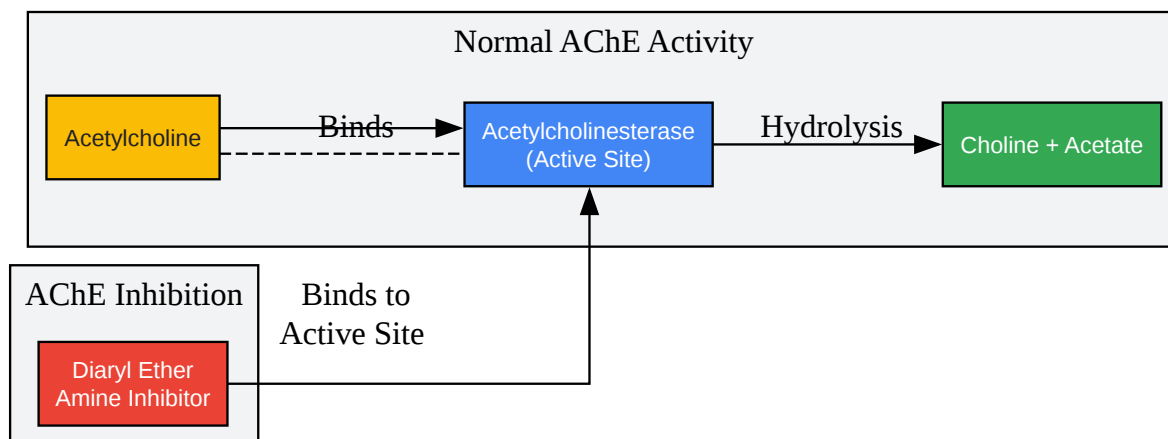 Normal AChE Activity
Acetylcholine
Binds
Acetylcholinesterase
(Active Site)
Hydrolysis
Choline + Acetate
AChE Inhibition
Binds to
Active Site
Diaryl Ether
Amine Inhibitor